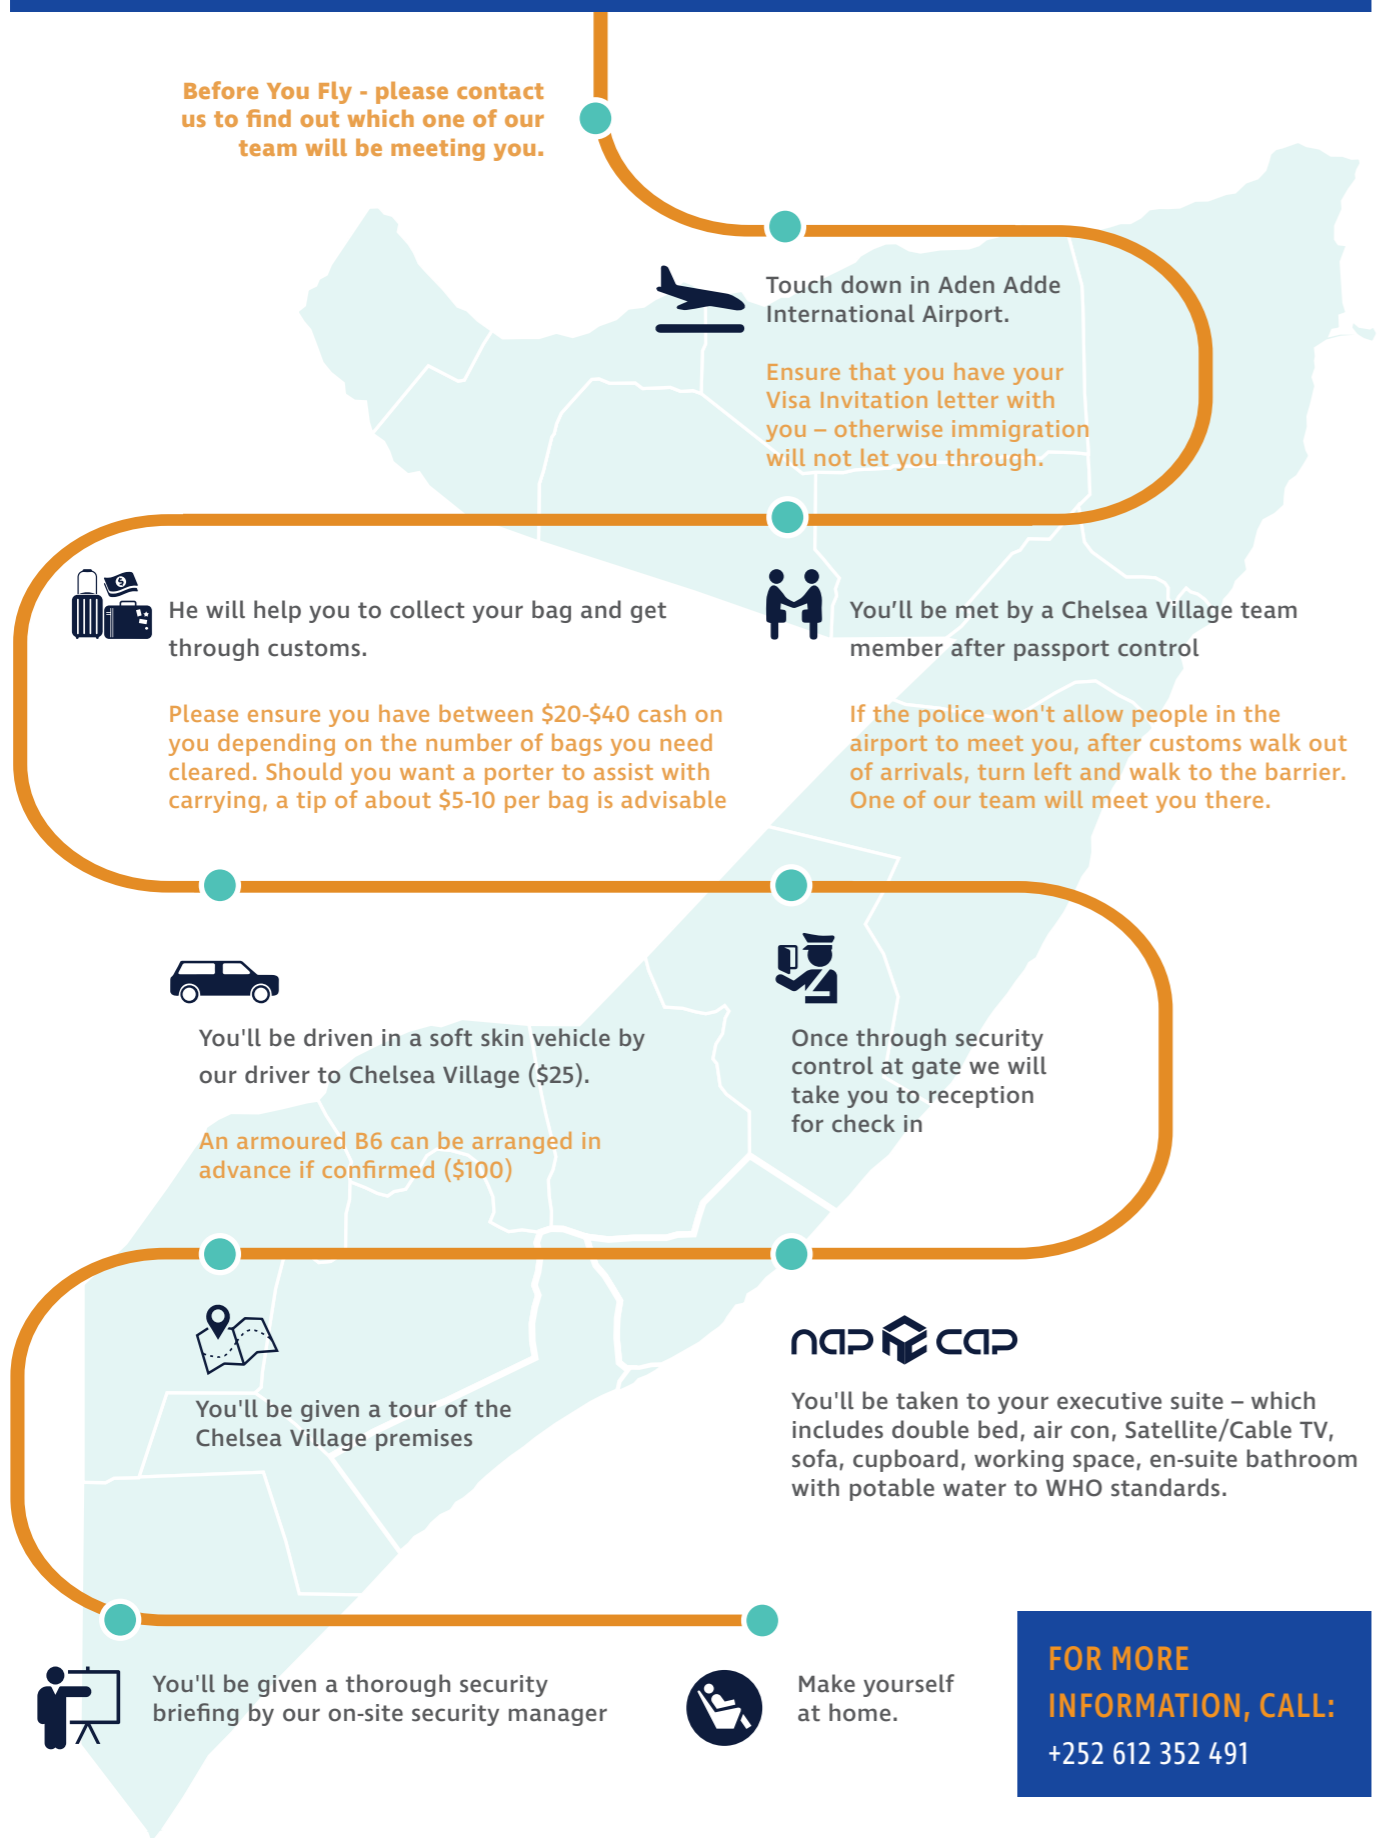 Before You Fly - please contact
us to find out which one of our
team will be meeting you.
Touch down in Aden Adde
International Airport.
Ensure that you have your
Visa Invitation letter with
you – otherwise immigration
will not let you through.
You’ll be met by a Chelsea Village team
member after passport control
If the police won't allow people in the
airport to meet you, after customs walk out
of arrivals, turn left and walk to the barrier.
One of our team will meet you there.
He will help you to collect your bag and get
through customs.
Please ensure you have between $20-$40 cash on
you depending on the number of bags you need
cleared. Should you want a porter to assist with
carrying, a tip of about $5-10 per bag is advisable
You'll be driven in a soft skin vehicle by
our driver to Chelsea Village ($25).
An armoured B6 can be arranged in
advance if confirmed ($100)
Once through security
control at gate we will
take you to reception
for check in
nap cap
You'll be taken to your executive suite – which
includes double bed, air con, Satellite/Cable TV,
sofa, cupboard, working space, en-suite bathroom
with potable water to WHO standards.
You'll be given a tour of the
Chelsea Village premises
You'll be given a thorough security
briefing by our on-site security manager
Make yourself
at home.
FOR MORE
INFORMATION, CALL:
+252 612 352 491